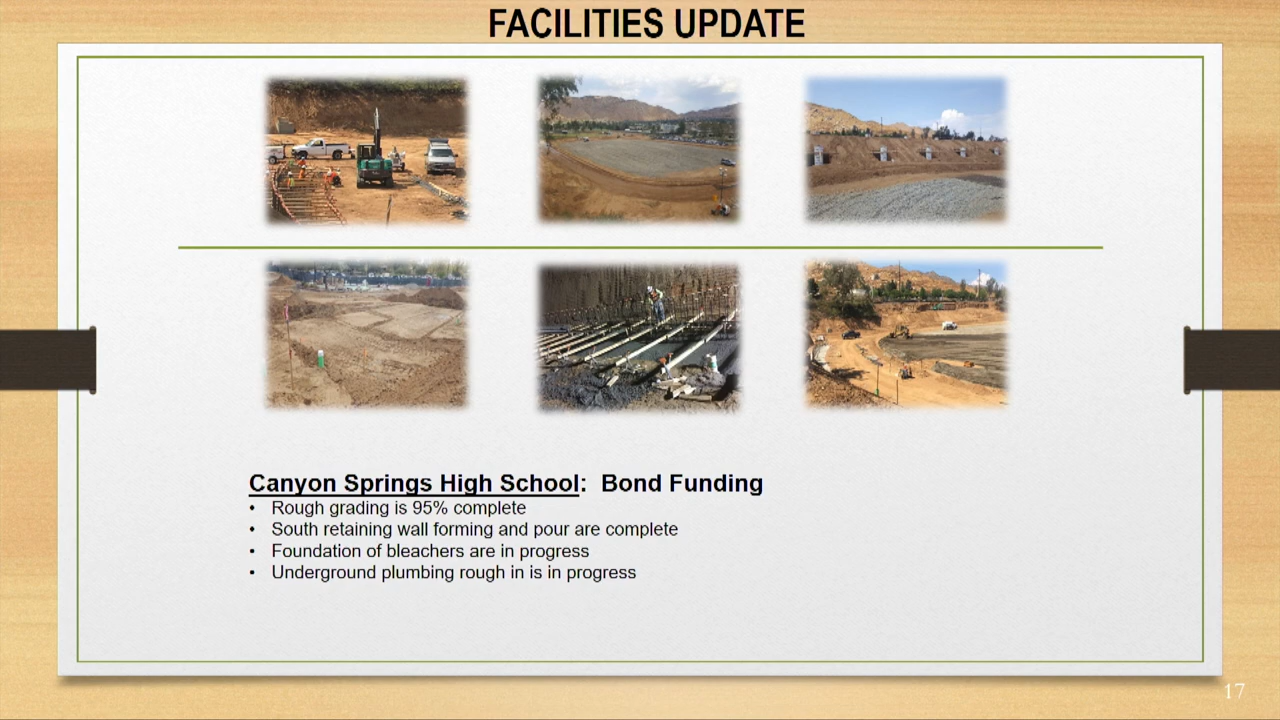 FACILITIES UPDATE
Canyon Springs High School: Bond Funding
• Rough grading is 95% complete
• South retaining wall forming and pour are complete
• Foundation of bleachers are in progress
• Underground plumbing rough in is in progress
17